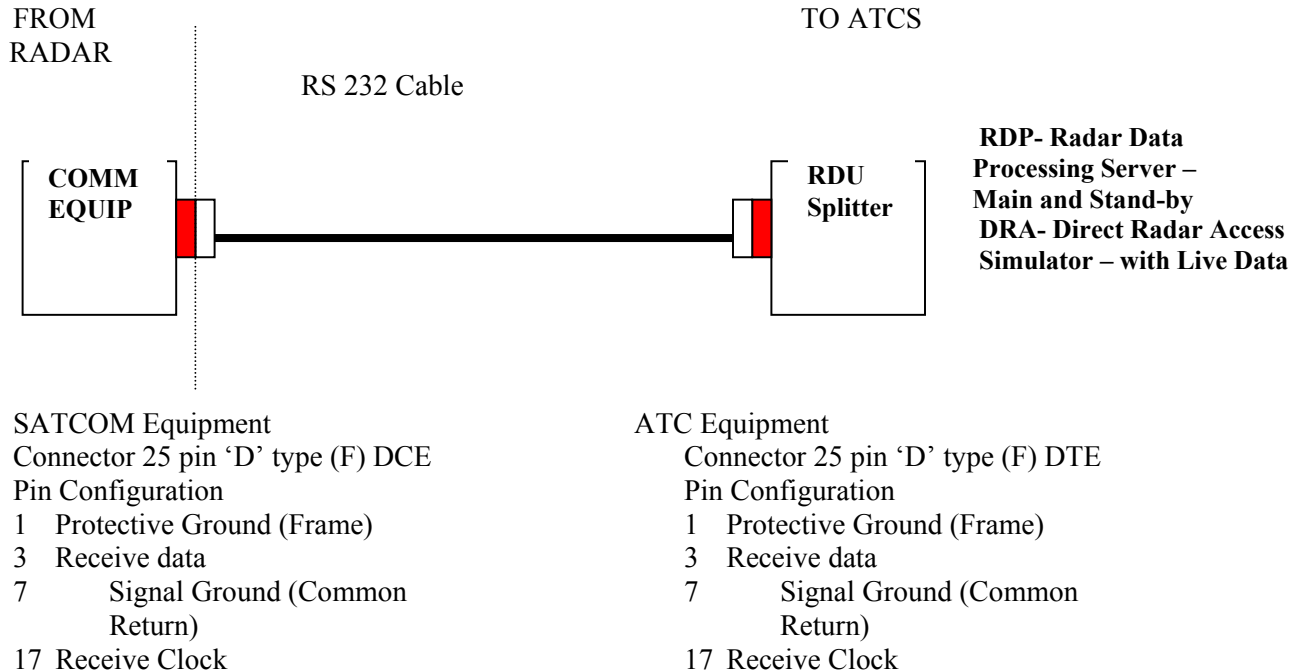 FROM
RADAR
TO ATCS
RS 232 Cable
COMM
EQUIP
RDU
Splitter
RDP- Radar Data
Processing Server –
Main and Stand-by
DRA- Direct Radar Access
Simulator – with Live Data
SATCOM Equipment
Connector 25 pin ‘D’ type (F) DCE
Pin Configuration
1 Protective Ground (Frame)
3 Receive data
7 Signal Ground (Common
Return)
17 Receive Clock
ATC Equipment
Connector 25 pin ‘D’ type (F) DTE
Pin Configuration
1 Protective Ground (Frame)
3 Receive data
7 Signal Ground (Common
Return)
17 Receive Clock